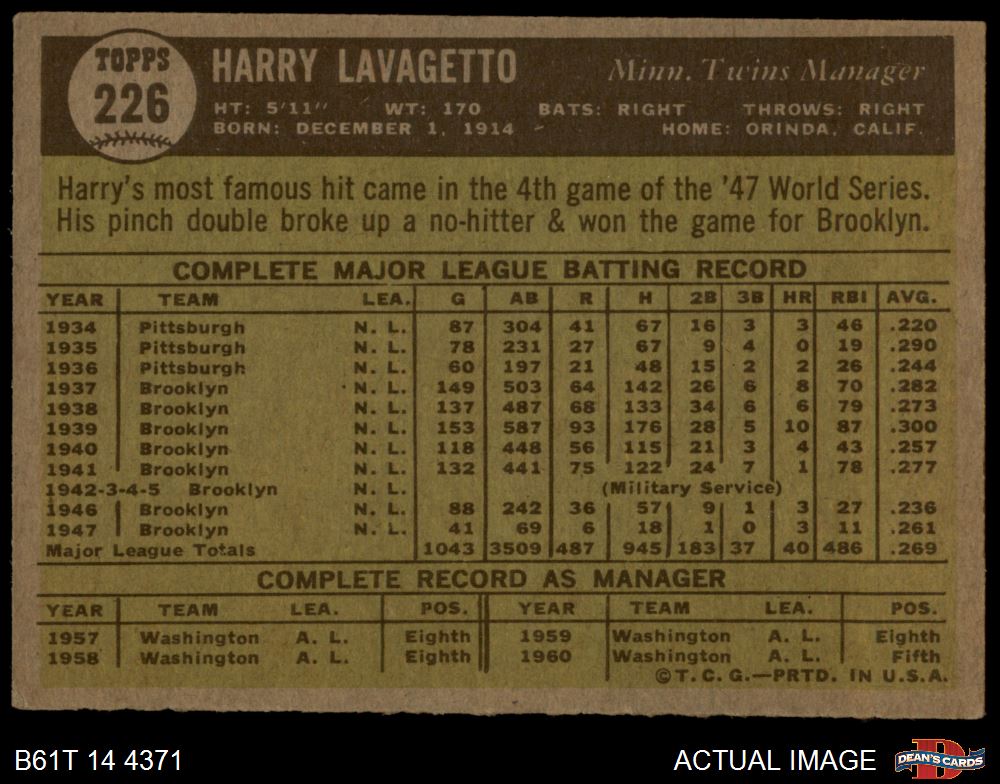 TOPPS
226
HARRY LAVAGETTO Minn. Twins Manager
HT: 5'11" WT: 170 BATS: RIGHT THROWS: RIGHT
BORN: DECEMBER 1, 1914 HOME: ORINDA, CALIF.
Harry's most famous hit came in the 4th game of the '47 World Series.
His pinch double broke up a no-hitter & won the game for Brooklyn.
COMPLETE MAJOR LEAGUE BATTING RECORD
YEAR TEAM LEA. G AB R H 2B 3B HR RBI AVG.
1934 Pittsburgh N. L. 87 304 41 67 16 3 3 46 .220
1935 Pittsburgh N. L. 78 231 27 67 9 4 0 19 .290
1936 Pittsburgh N. L. 60 197 21 48 15 2 2 26 .244
1937 Brooklyn N. L. 149 503 64 142 26 6 8 70 .282
1938 Brooklyn N. L. 137 487 68 133 34 6 6 79 .273
1939 Brooklyn N. L. 153 587 93 176 28 5 10 87 .300
1940 Brooklyn N. L. 118 448 56 115 21 3 4 43 .257
1941 Brooklyn N. L. 132 441 75 122 24 7 1 78 .277
1942-3-4-5 Brooklyn N. L. (Military Service)
1946 Brooklyn N. L. 88 242 36 57 9 1 3 27 .236
1947 Brooklyn N. L. 41 69 6 18 1 0 3 11 .261
Major League Totals 1043 3509 487 945 183 37 40 486 .269
COMPLETE RECORD AS MANAGER
YEAR TEAM LEA. POS. YEAR TEAM LEA. POS.
1957 Washington A. L. Eighth 1959 Washington A. L. Eighth
1958 Washington A. L. Eighth 1960 Washington A. L. Fifth
©T. C. G.—PRTD. IN U.S.A.
B61T 14 4371 ACTUAL IMAGE D DEAN'S CARDS